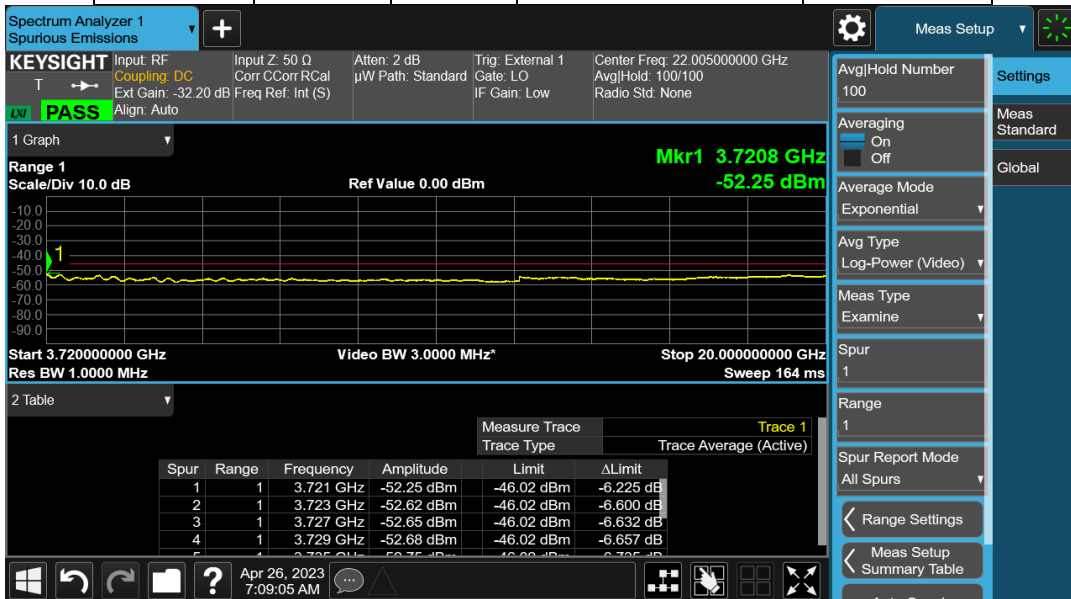 Spectrum Analyzer 1
Spurious Emissions
Meas Setup
KEYSIGHT
T
LXI
PASS
Input: RF
Coupling: DC
Ext Gain: -32.20 dB
Align: Auto
Input Z: 50 Ω
Corr CCorr RCal
Freq Ref: Int (S)
Atten: 2 dB
µW Path: Standard
Trig: External 1
Gate: LO
IF Gain: Low
Center Freq: 22.005000000 GHz
Avg|Hold: 100/100
Radio Std: None
1 Graph
Range 1
Scale/Div 10.0 dB
Ref Value 0.00 dBm
Mkr1 3.7208 GHz
-52.25 dBm
-10.0
-20.0
-30.0
-40.0
-50.0
-60.0
-70.0
-80.0
-90.0
1
Start 3.720000000 GHz
Video BW 3.0000 MHz*
Stop 20.000000000 GHz
Res BW 1.0000 MHz
Sweep 164 ms
2 Table
Measure Trace Trace 1
Trace Type Trace Average (Active)
Spur Range Frequency Amplitude Limit ΔLimit
1 1 3.721 GHz -52.25 dBm -46.02 dBm -6.225 dB
2 1 3.723 GHz -52.62 dBm -46.02 dBm -6.600 dB
3 1 3.727 GHz -52.65 dBm -46.02 dBm -6.632 dB
4 1 3.729 GHz -52.68 dBm -46.02 dBm -6.657 dB
Apr 26, 2023
7:09:05 AM
Avg|Hold Number
100
Averaging
On
Off
Average Mode
Exponential
Avg Type
Log-Power (Video)
Meas Type
Examine
Spur
1
Range
1
Spur Report Mode
All Spurs
Range Settings
Meas Setup
Summary Table
Settings
Meas
Standard
Global